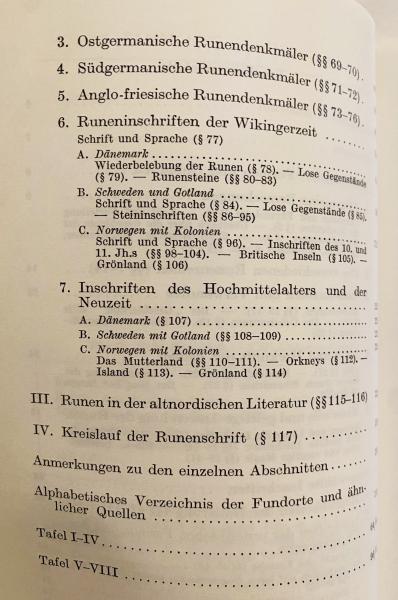 3. Ostgermanische Runendenkmäler (§§ 69–70).
4. Südgermanische Runendenkmäler (§§ 71–72).
5. Anglo-friesische Runendenkmäler (§§ 73–76).
6. Runeninschriften der Wikingerzeit .......
Schrift und Sprache (§ 77)
A. Dänemark ..............................
Wiederbelebung der Runen (§ 78). — Lose Gegenstände
(§ 79). — Runensteine (§§ 80–83)
B. Schweden und Gotland ....................
Schrift und Sprache (§ 84). — Lose Gegenstände (§ 85).
— Steininschriften (§§ 86–95)
C. Norwegen mit Kolonien ....................
Schrift und Sprache (§ 96). — Inschriften des 10. und
11. Jh.s (§§ 98–104). — Britische Inseln (§ 105). —
Grönland (§ 106)
7. Inschriften des Hochmittelalters und der
Neuzeit ..............................
A. Dänemark (§ 107) ..............................
B. Schweden mit Gotland (§§ 108–109) ................
C. Norwegen mit Kolonien ..............................
Das Mutterland (§§ 110–111). — Orkneys (§ 112). —
Island (§ 113). — Grönland (§ 114)
III. Runen in der altnordischen Literatur (§§ 115–116)
IV. Kreislauf der Runenschrift (§ 117) ..........
Anmerkungen zu den einzelnen Abschnitten .......
Alphabetisches Verzeichnis der Fundorte und ähn-
licher Quellen ..............................
Tafel I–IV ..............................
Tafel V–VIII ..............................